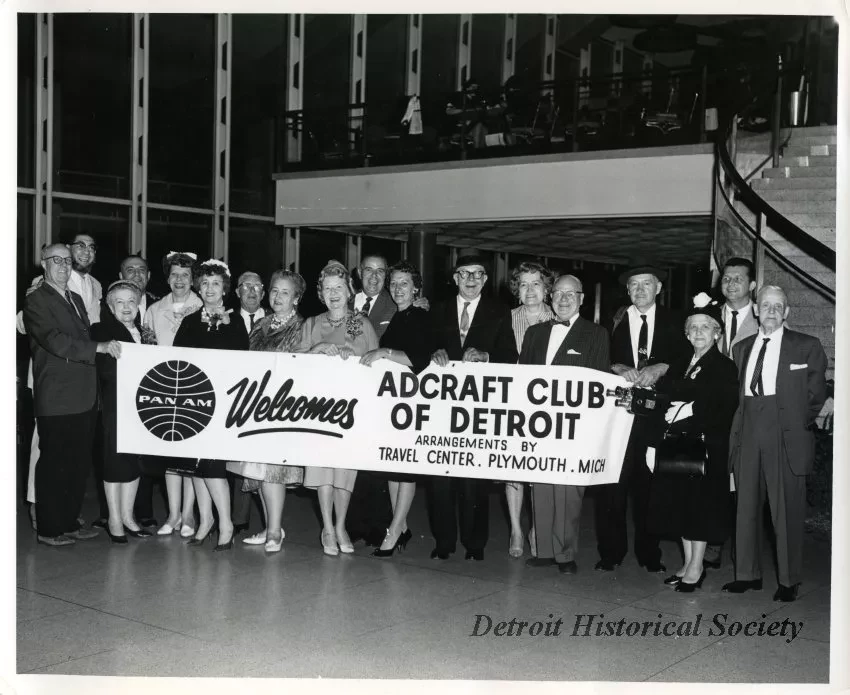 PAN AM
Welcomes
ADCRAFT CLUB
OF DETROIT
ARRANGEMENTS BY
TRAVEL CENTER. PLYMOUTH. MICH
Detroit Historical Society